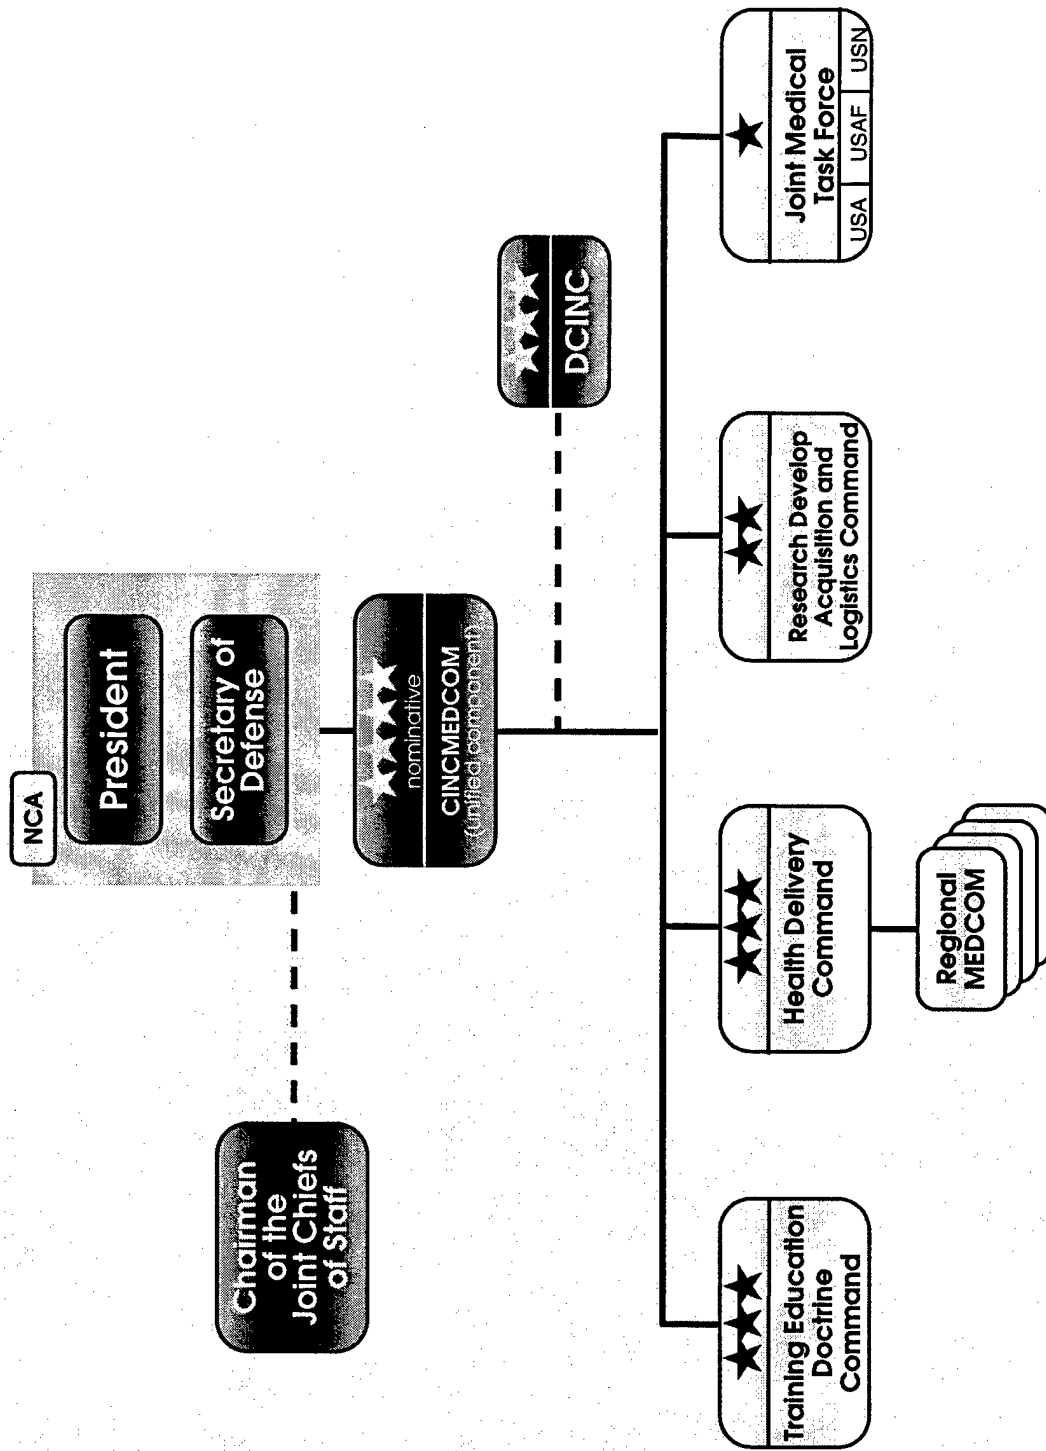 NCA
President
Secretary of
Defense
Chairman
of the
Joint Chiefs
of Staff
nominative
CINCMEDCOM
(unified component)
DCINC
Training Education
Doctrine
Command
Health Delivery
Command
Regional
MEDCOM
Research Develop
Acquisition and
Logistics Command
Joint Medical
Task Force
USA USAF USN